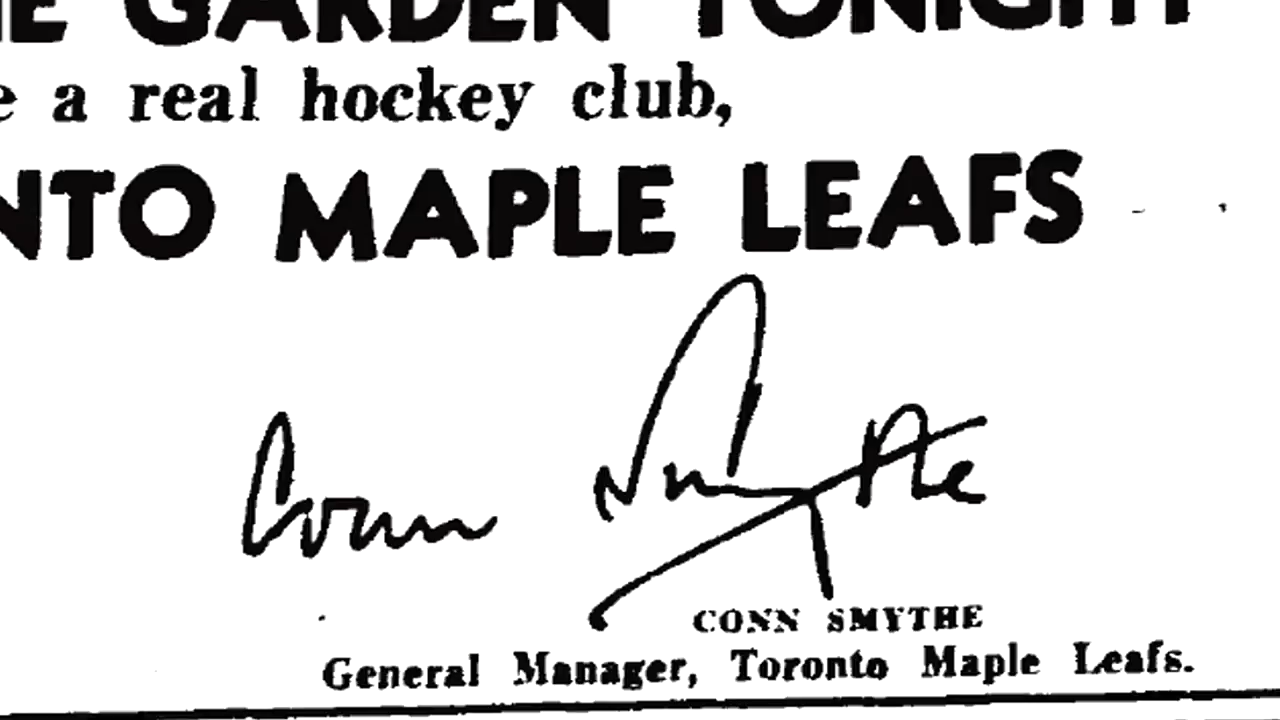 E GARDEN TONIGHT
e a real hockey club,
NTO MAPLE LEAFS
Conn Smythe
CONN SMYTHE
General Manager, Toronto Maple Leafs.